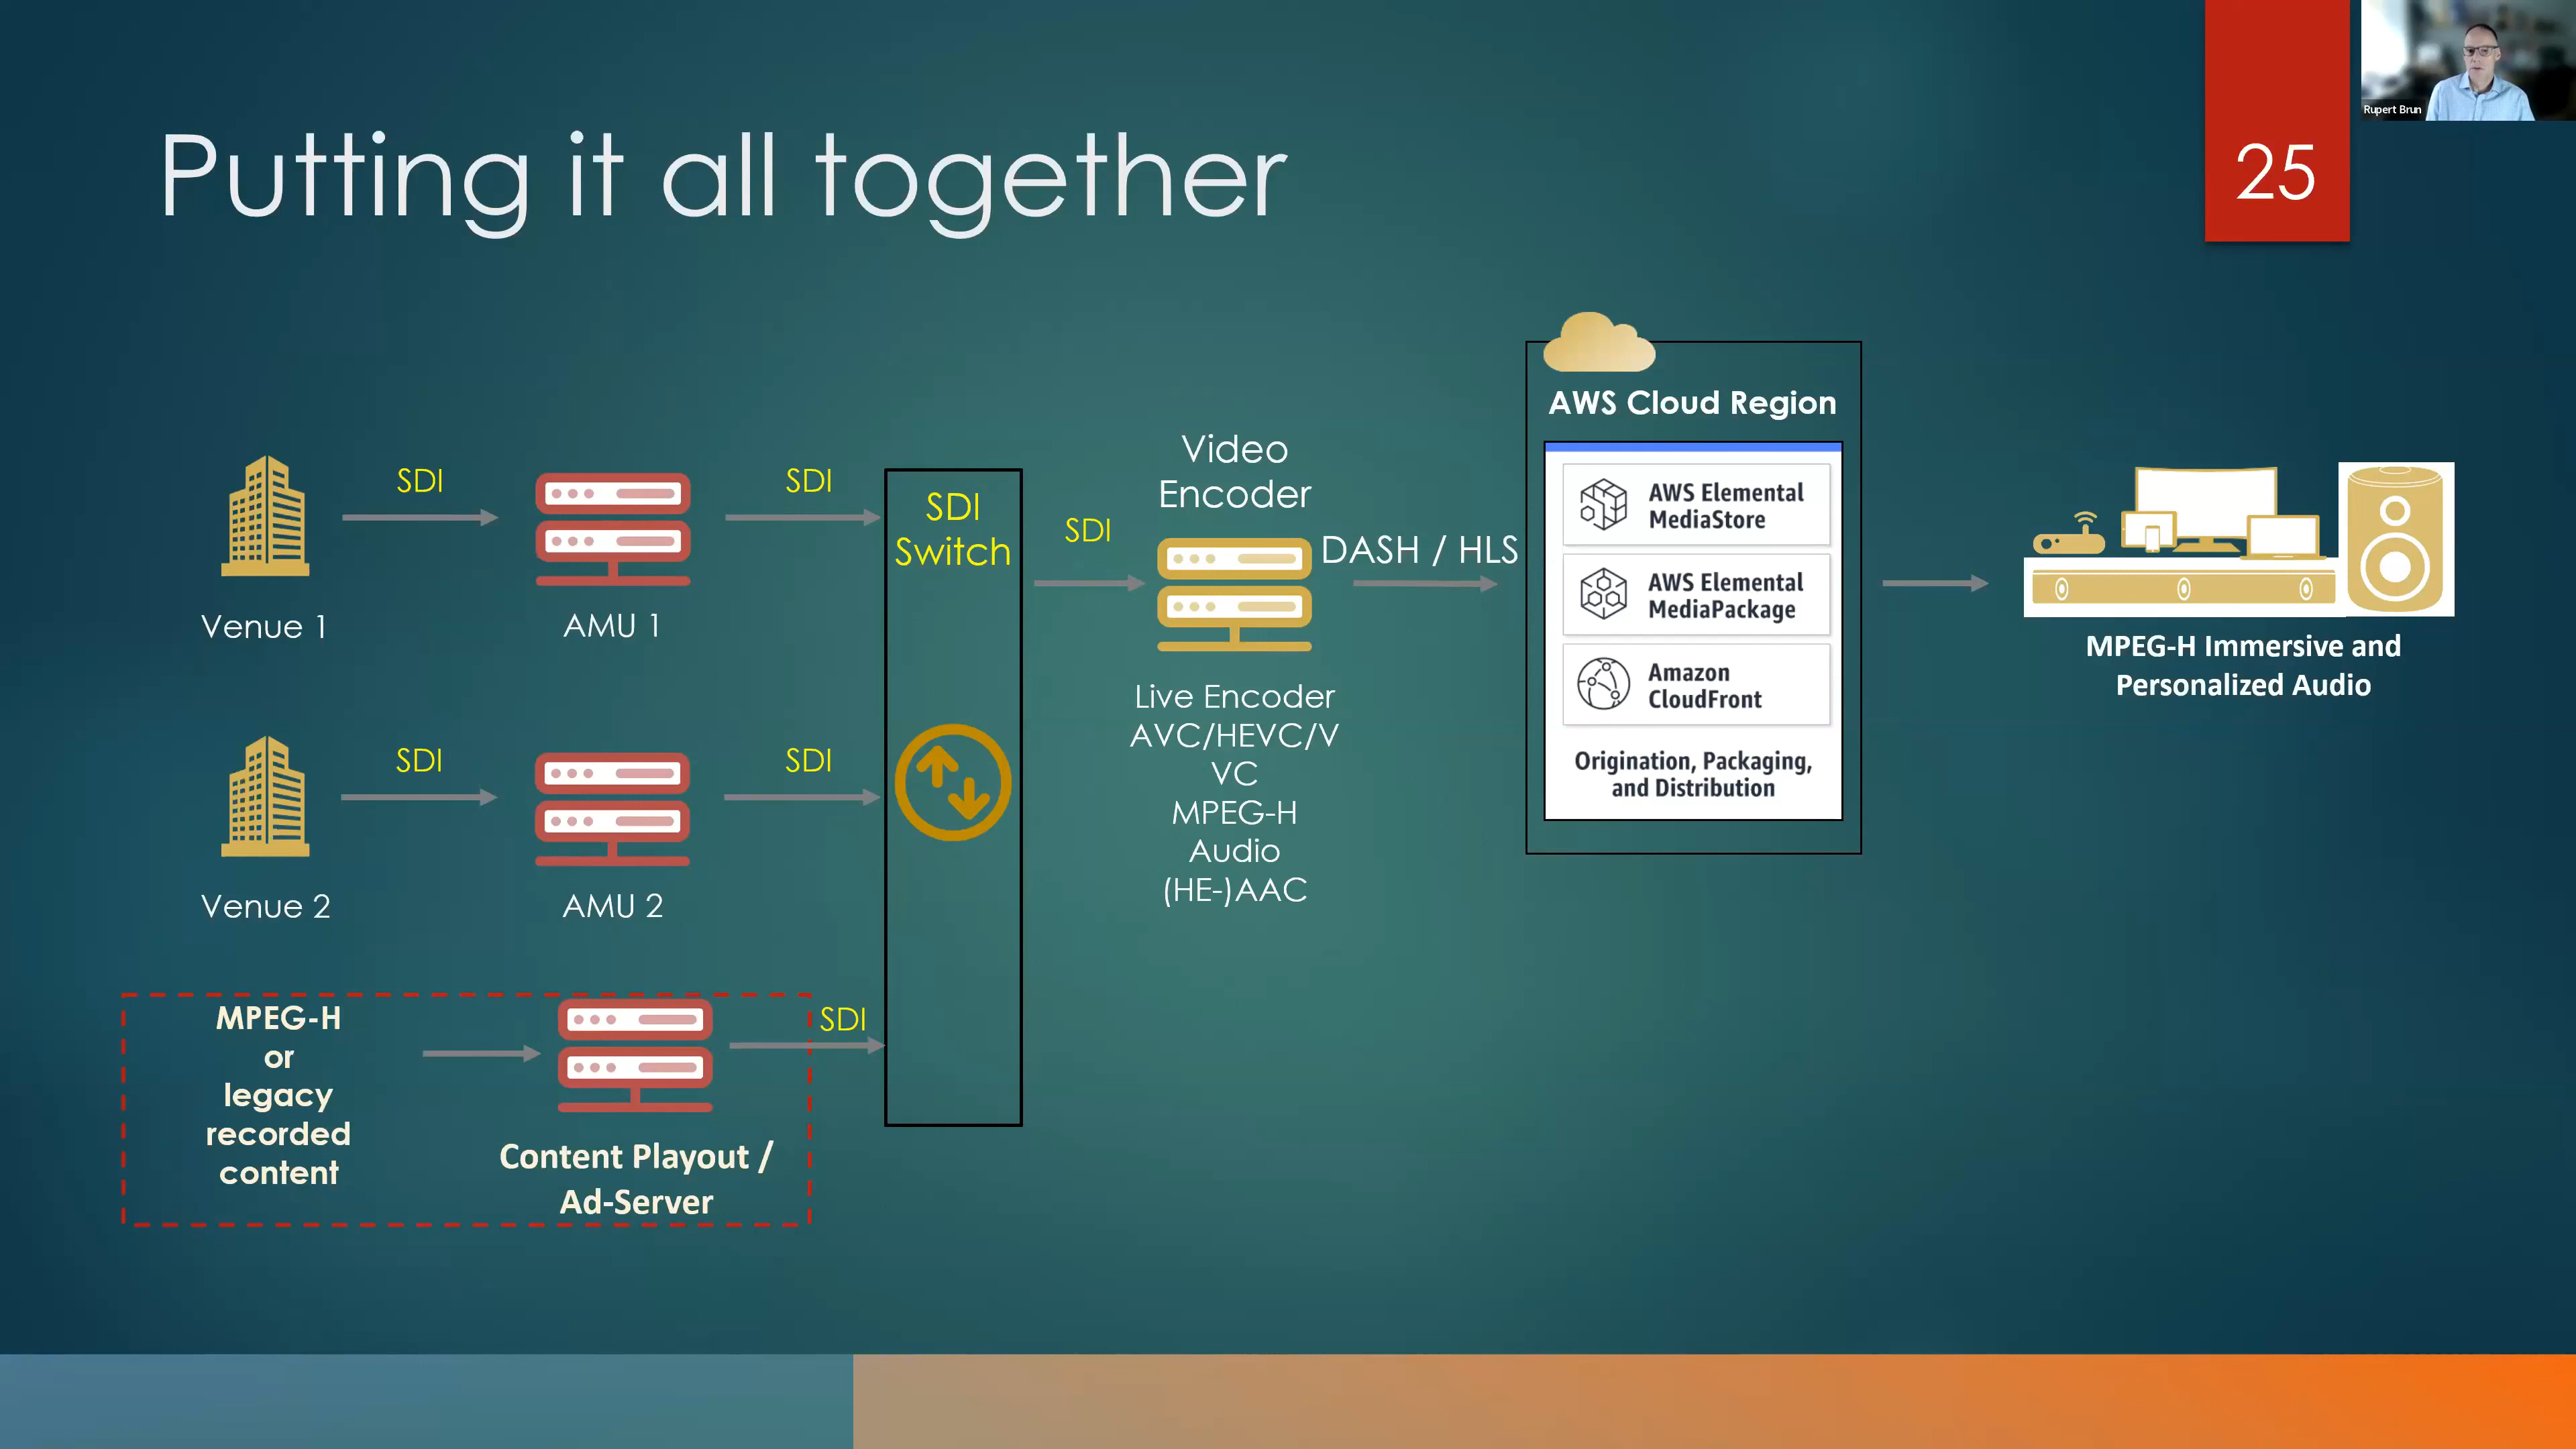 Putting it all together
25
Rupert Brun
SDI
SDI
Venue 1
AMU 1
SDI
SDI
Venue 2
AMU 2
MPEG-H
or
legacy
recorded
content
Content Playout /
Ad-Server
SDI
SDI
Switch
SDI
Video
Encoder
Live Encoder
AVC/HEVC/V
VC
MPEG-H
Audio
(HE-)AAC
DASH / HLS
AWS Cloud Region
AWS Elemental
MediaStore
AWS Elemental
MediaPackage
Amazon
CloudFront
Origination, Packaging,
and Distribution
MPEG-H Immersive and
Personalized Audio